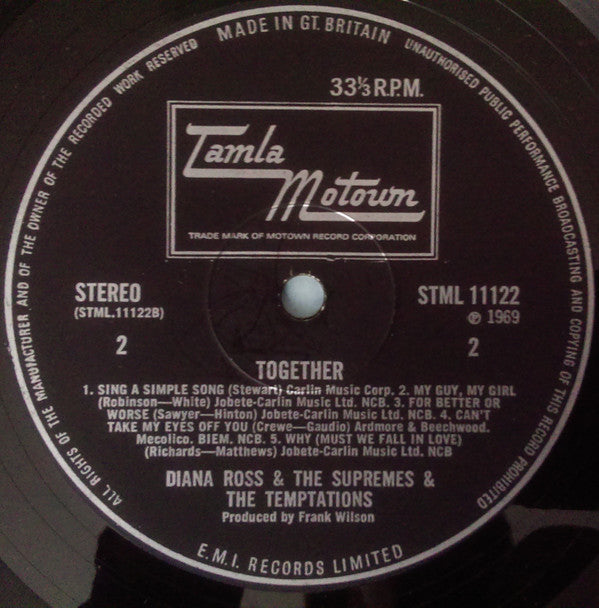 MADE IN GT. BRITAIN
UNAUTHORISED PUBLIC PERFORMANCE BROADCASTING AND COPYING OF THIS RECORD PROHIBITED
E.M.I. RECORDS LIMITED
ALL RIGHTS OF THE MANUFACTURER AND OF THE OWNER OF THE RECORDED WORK RESERVED
33⅓ R.P.M.
Tamla
Motown
TRADE MARK OF MOTOWN RECORD CORPORATION
STEREO
(STML.11122B)
2
STML 11122
℗ 1969
2
TOGETHER
1. SING A SIMPLE SONG (Stewart) Carlin Music Corp. 2. MY GUY, MY GIRL
(Robinson—White) Jobete-Carlin Music Ltd. NCB. 3. FOR BETTER OR
WORSE (Sawyer—Hinton) Jobete-Carlin Music Ltd. NCB. 4. CAN'T
TAKE MY EYES OFF YOU (Crewe—Gaudio) Ardmore & Beechwood.
Mecolico. BIEM. NCB. 5. WHY (MUST WE FALL IN LOVE)
(Richards—Matthews) Jobete-Carlin Music Ltd. NCB
DIANA ROSS & THE SUPREMES &
THE TEMPTATIONS
Produced by Frank Wilson